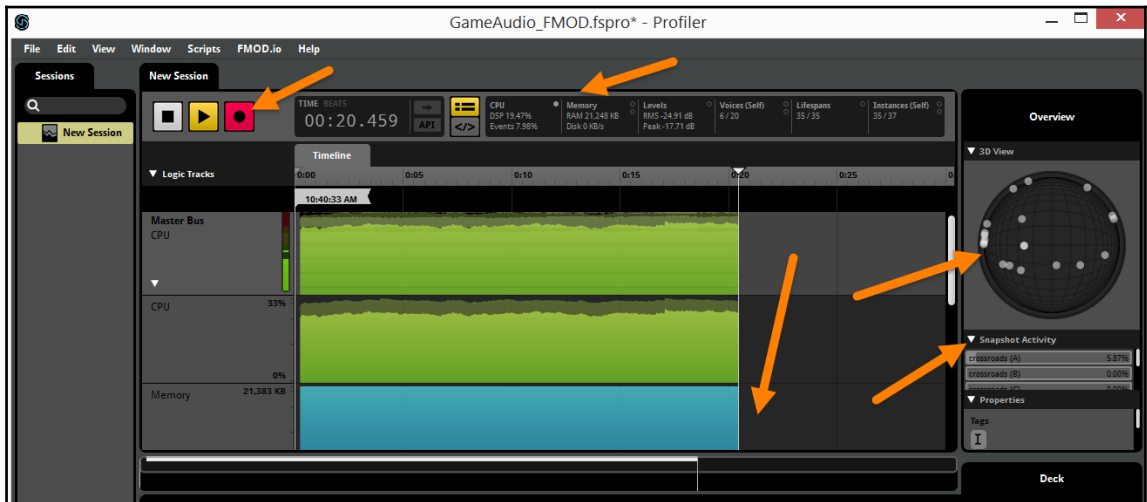 GameAudio_FMOD.fspro* - Profiler
File Edit View Window Scripts FMOD.io Help
Sessions
New Session
New Session
TIME BEATS
00:20.459
API
</>
CPU
DSP 19.47%
Events 7.98%
Memory
RAM 21,248 KB
Disk 0 KB/s
Levels
RMS -24.91 dB
Peak -17.71 dB
Voices (Self)
6 / 20
Lifespans
35 / 35
Instances (Self)
35 / 37
Timeline
Logic Tracks
0:00 0:05 0:10 0:15 0:20 0:25 0
10:40:33 AM
Master Bus
CPU
CPU
33%
0%
Memory
21,383 KB
Overview
3D View
Snapshot Activity
crossroads (A) 5.87%
crossroads (B) 0.00%
crossroads (C) 0.00%
Properties
Tags
Deck